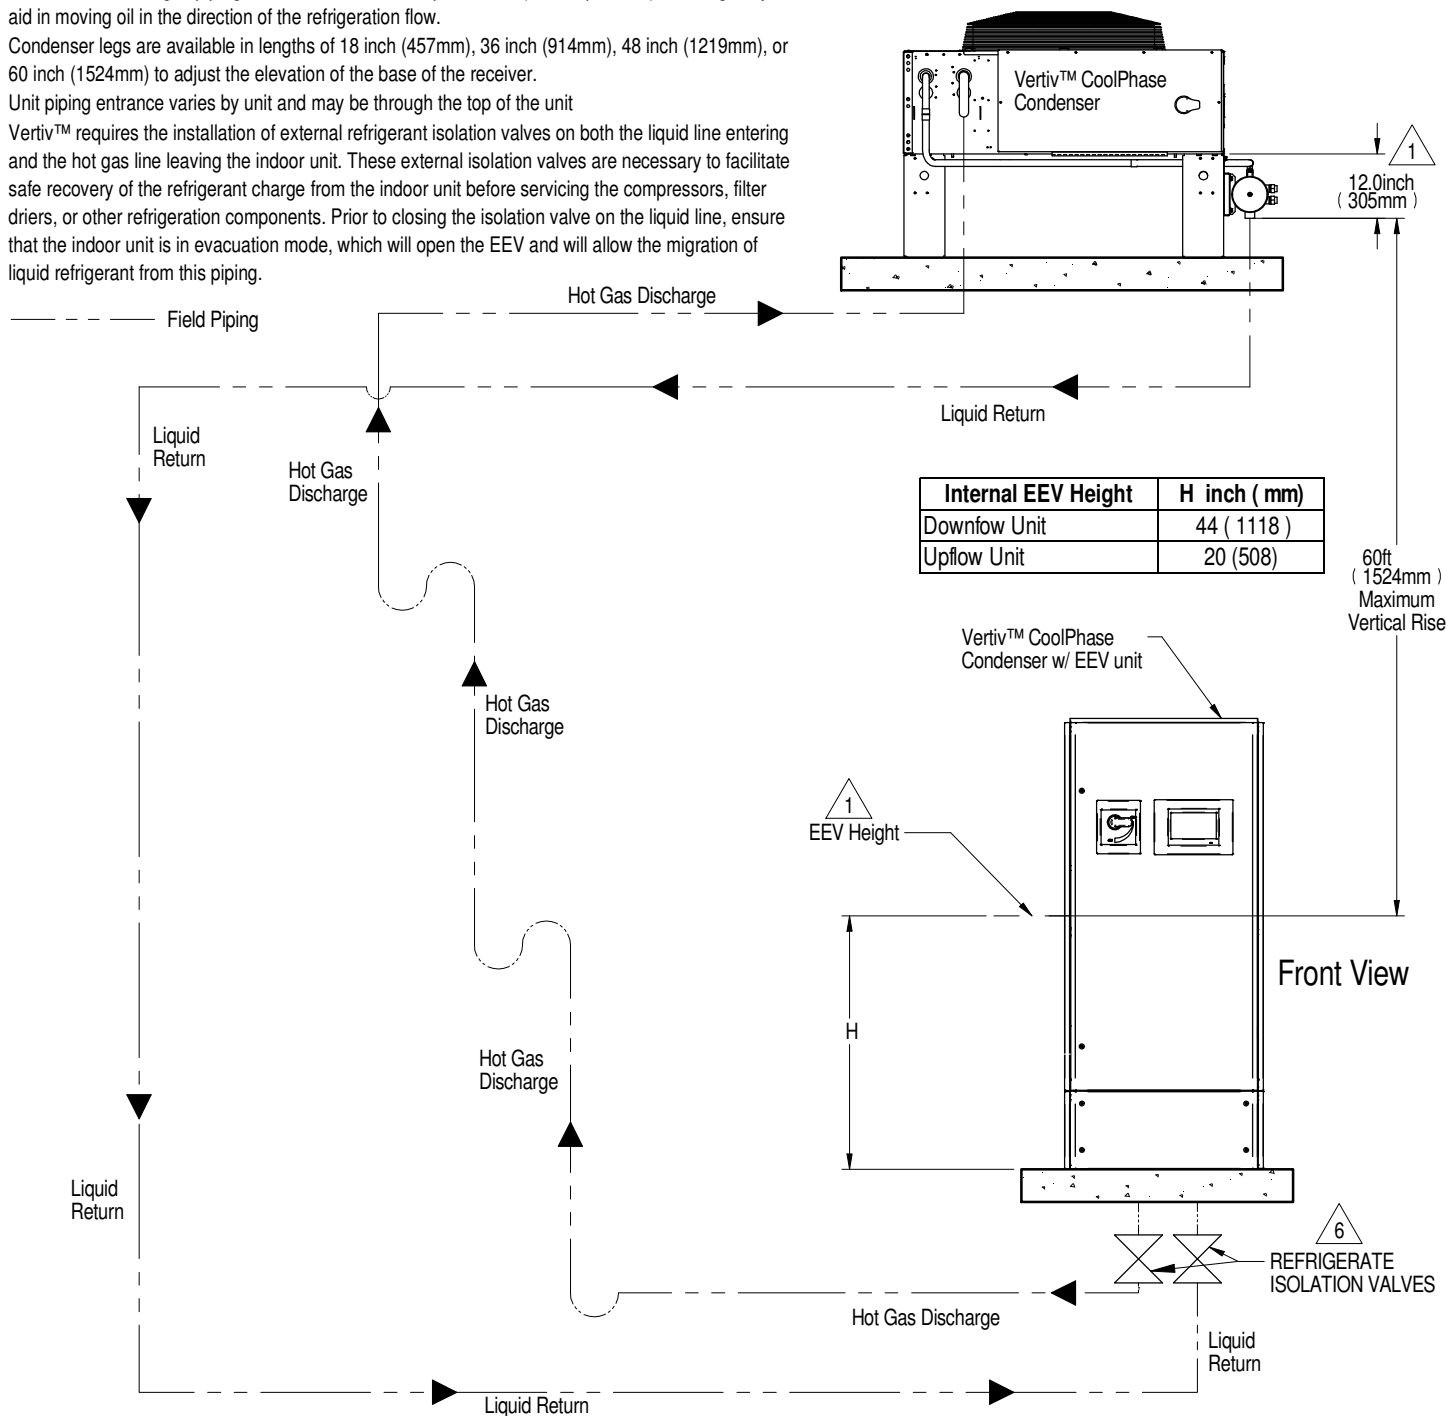 aid in moving oil in the direction of the refrigeration flow.
Condenser legs are available in lengths of 18 inch (457mm), 36 inch (914mm), 48 inch (1219mm), or
60 inch (1524mm) to adjust the elevation of the base of the receiver.
Unit piping entrance varies by unit and may be through the top of the unit
Vertiv™ requires the installation of external refrigerant isolation valves on both the liquid line entering
and the hot gas line leaving the indoor unit. These external isolation valves are necessary to facilitate
safe recovery of the refrigerant charge from the indoor unit before servicing the compressors, filter
driers, or other refrigeration components. Prior to closing the isolation valve on the liquid line, ensure
that the indoor unit is in evacuation mode, which will open the EEV and will allow the migration of
liquid refrigerant from this piping.
Field Piping
Vertiv™ CoolPhase
Condenser
1
12.0inch
( 305mm )
Hot Gas Discharge
Liquid Return
Liquid
Return
Hot Gas
Discharge
Internal EEV Height H inch ( mm)
Downfow Unit 44 ( 1118 )
Upflow Unit 20 (508)
60ft
( 1524mm )
Maximum
Vertical Rise
Vertiv™ CoolPhase
Condenser w/ EEV unit
Hot Gas
Discharge
1
EEV Height
Front View
H
Hot Gas
Discharge
Liquid
Return
6
REFRIGERATE
ISOLATION VALVES
Hot Gas Discharge
Liquid
Return
Liquid Return